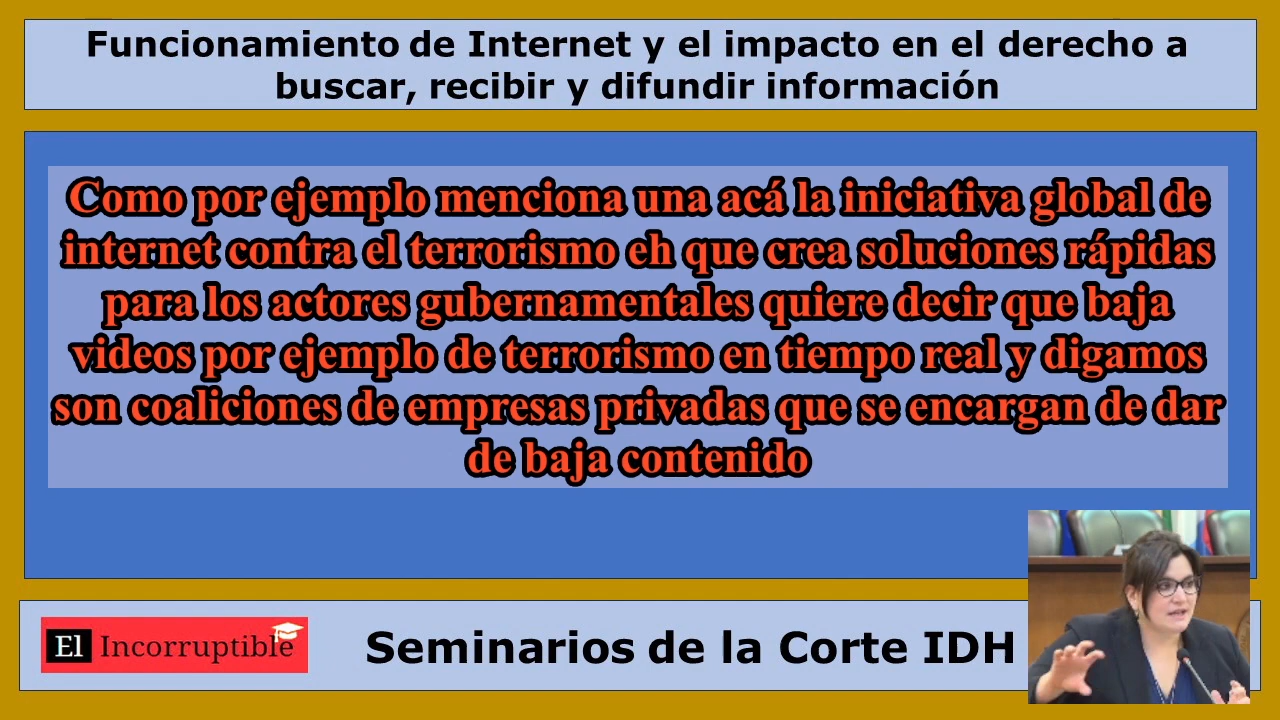 Funcionamiento de Internet y el impacto en el derecho a
buscar, recibir y difundir información
Como por ejemplo menciona una acá la iniciativa global de
internet contra el terrorismo eh que crea soluciones rápidas
para los actores gubernamentales quiere decir que baja
videos por ejemplo de terrorismo en tiempo real y digamos
son coaliciones de empresas privadas que se encargan de dar
de baja contenido
El Incorruptible
Seminarios de la Corte IDH